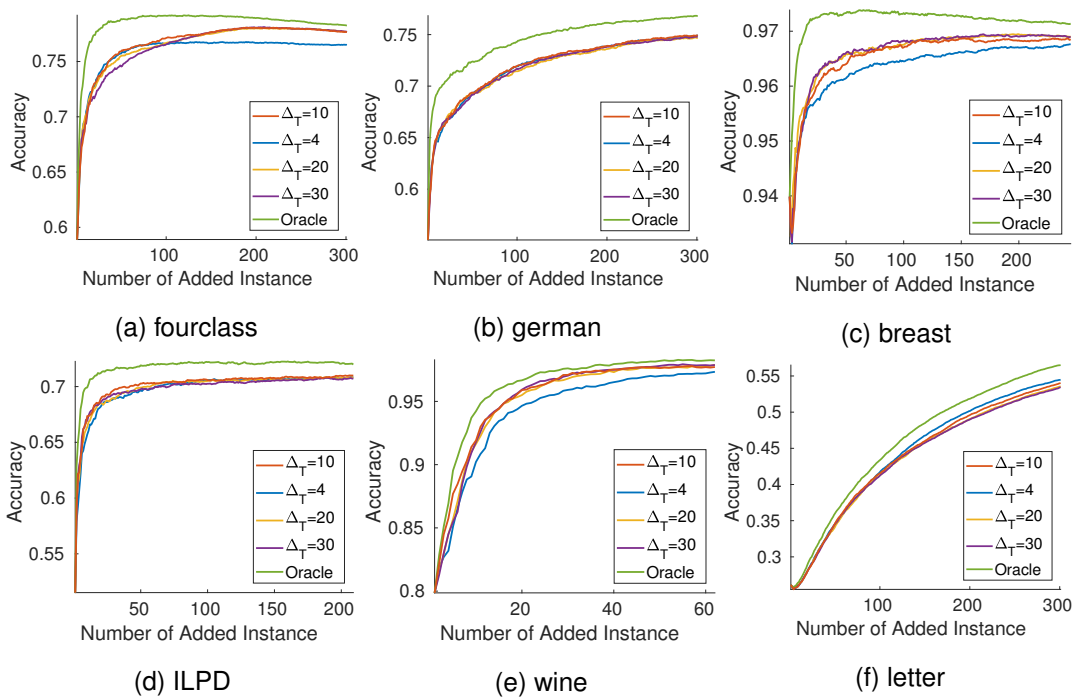 Accuracy
0.75
0.7
0.65
0.6
Δ_T=10
Δ_T=4
Δ_T=20
Δ_T=30
Oracle
100 200 300
Number of Added Instance
(a) fourclass
Accuracy
0.75
0.7
0.65
0.6
Δ_T=10
Δ_T=4
Δ_T=20
Δ_T=30
Oracle
100 200 300
Number of Added Instance
(b) german
Accuracy
0.97
0.96
0.95
0.94
Δ_T=10
Δ_T=4
Δ_T=20
Δ_T=30
Oracle
50 100 150 200
Number of Added Instance
(c) breast
Accuracy
0.7
0.65
0.6
0.55
Δ_T=10
Δ_T=4
Δ_T=20
Δ_T=30
Oracle
50 100 150 200
Number of Added Instance
(d) ILPD
Accuracy
0.95
0.9
0.85
0.8
Δ_T=10
Δ_T=4
Δ_T=20
Δ_T=30
Oracle
20 40 60
Number of Added Instance
(e) wine
Accuracy
0.55
0.5
0.45
0.4
0.35
0.3
Δ_T=10
Δ_T=4
Δ_T=20
Δ_T=30
Oracle
100 200 300
Number of Added Instance
(f) letter